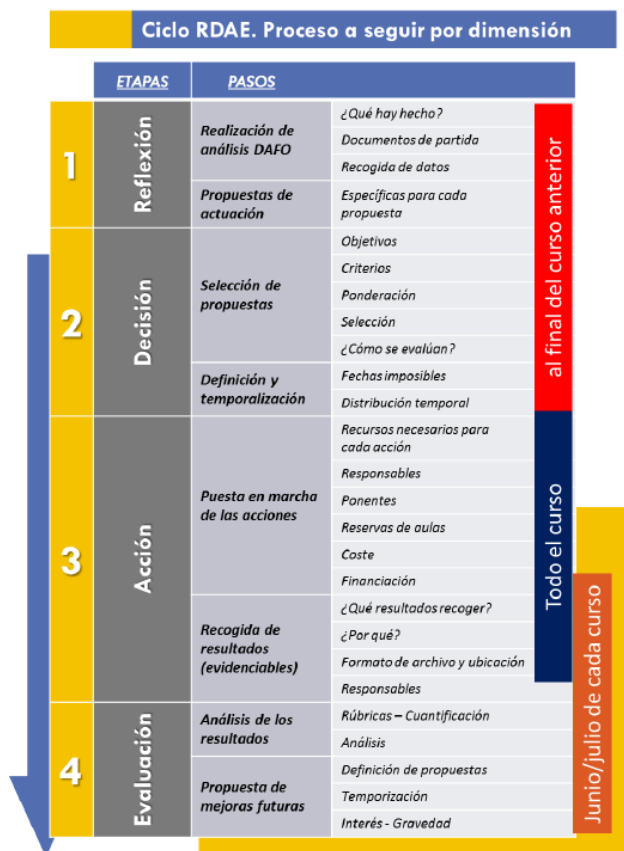 Ciclo RDAE. Proceso a seguir por dimensión
ETAPAS
PASOS
1
Reflexión
Realización de
análisis DAFO
¿Qué hay hecho?
Documentos de partida
Recogida de datos
Propuestas de
actuación
Específicas para cada
propuesta
2
Decisión
Selección de
propuestas
Objetivos
Criterios
Ponderación
Selección
¿Cómo se evalúan?
Definición y
temporalización
Fechas imposibles
Distribución temporal
al final del curso anterior
3
Acción
Puesta en marcha
de las acciones
Recursos necesarios para
cada acción
Responsables
Ponentes
Reservas de aulas
Coste
Financiación
Recogida de
resultados
(evidenciables)
¿Qué resultados recoger?
¿Por qué?
Formato de archivo y ubicación
Responsables
Todo el curso
4
Evaluación
Análisis de los
resultados
Rúbricas – Cuantificación
Análisis
Propuesta de
mejoras futuras
Definición de propuestas
Temporización
Interés - Gravedad
Junio/julio de cada curso